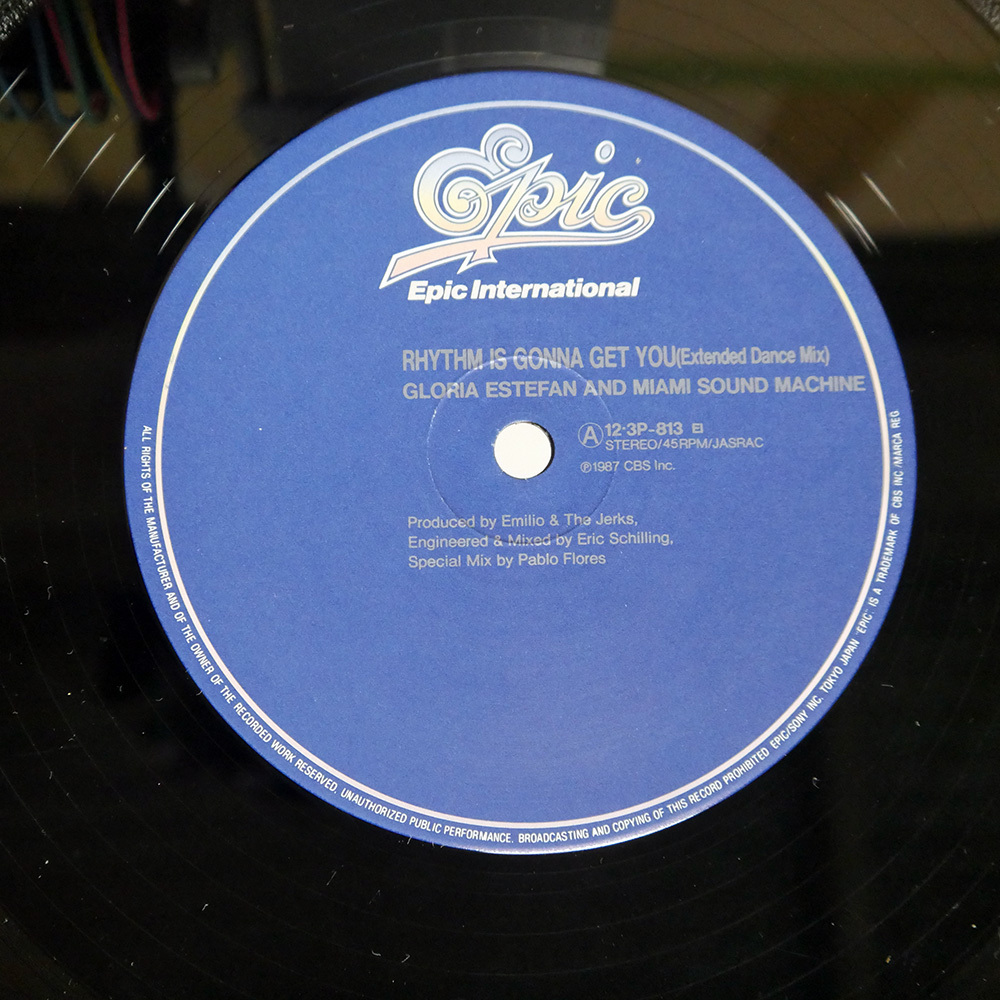 Epic
Epic International
RHYTHM IS GONNA GET YOU(Extended Dance Mix)
GLORIA ESTEFAN AND MIAMI SOUND MACHINE
A 12·3P-813
STEREO/45RPM/JASRAC
℗1987 CBS Inc.
Produced by Emilio & The Jerks,
Engineered & Mixed by Eric Schilling,
Special Mix by Pablo Flores
ALL RIGHTS OF THE MANUFACTURER AND OF THE OWNER OF THE RECORDED WORK RESERVED. UNAUTHORIZED PUBLIC PERFORMANCE. BROADCASTING AND COPYING OF THIS RECORD PROHIBITED EPIC/SONY INC. TOKYO JAPAN "EPIC" IS A TRADEMARK OF CBS INC /MARCA REG